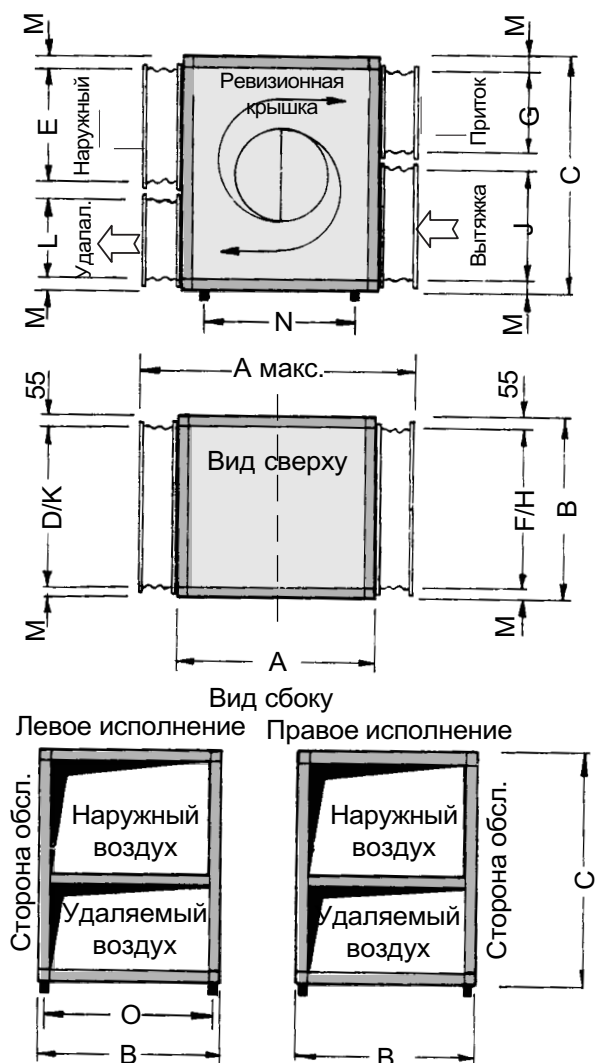 M
M
Ревизионная
крышка
E
Наружный
G
Приток
C
L
Удалал.
J
Вытяжка
M
M
N
А макс.
55
55
Вид сверху
D/K
F/H
B
M
M
A
Вид сбоку
Левое исполнение
Правое исполнение
Сторона обсл.
Наружный
воздух
Удаляемый
воздух
Наружный
воздух
Удаляемый
воздух
Сторона обсл.
C
O
B
B